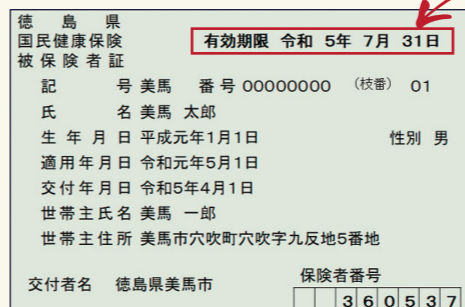 徳島県
国民健康保険
被保険者証
有効期限 令和 5年 7月 31日
記号 美馬 番号 00000000 (枝番) 01
氏名 美馬 太郎
生年月日 平成元年1月1日 性別 男
適用年月日 令和元年5月1日
交付年月日 令和5年4月1日
世帯主氏名 美馬 一郎
世帯主住所 美馬市穴吹町穴吹字九反地5番地
保険者番号
交付者名 徳島県美馬市
360537